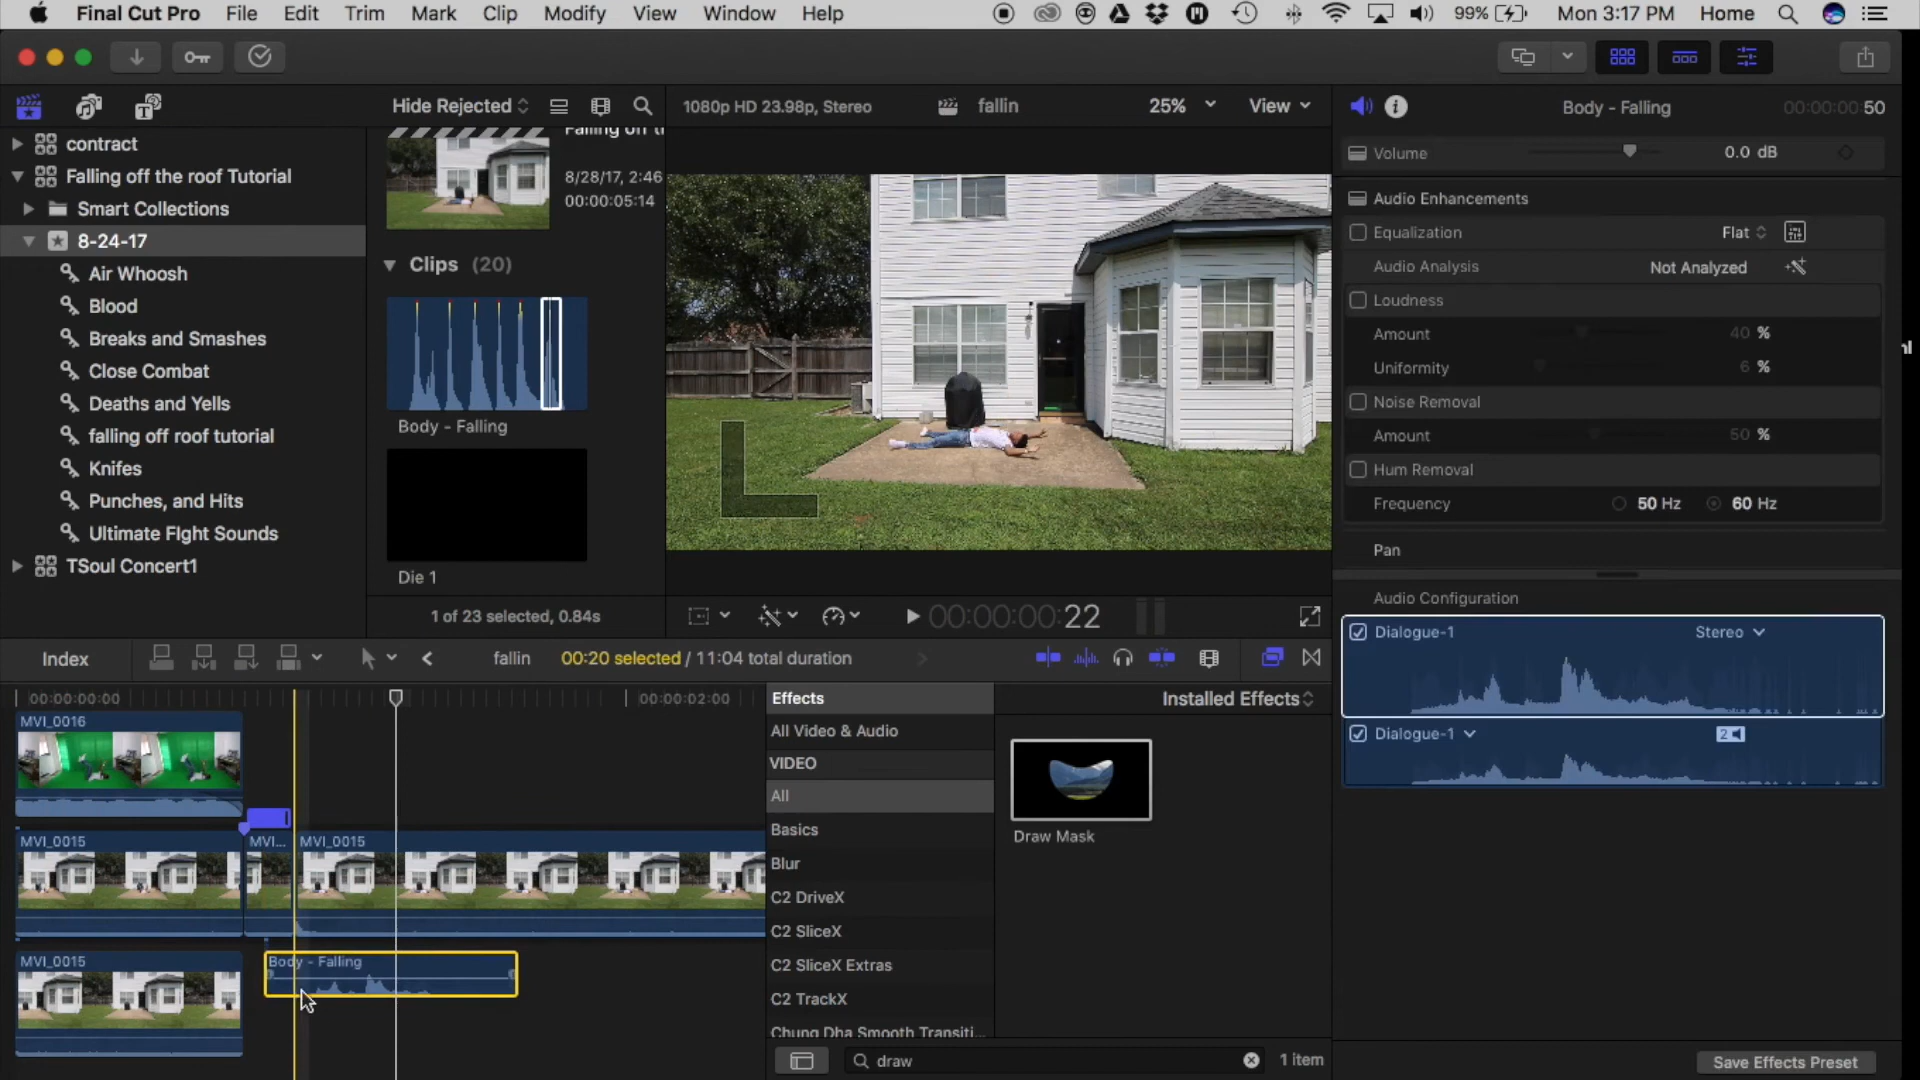 Final Cut Pro File Edit Trim Mark Clip Modify View Window Help 99% Mon 3:17 PM Home
Hide Rejected 1080p HD 23.98p, Stereo fallin 25% View Body - Falling 00:00:00:50
contract
Falling off the roof Tutorial
Smart Collections
8-24-17
Air Whoosh
Blood
Breaks and Smashes
Close Combat
Deaths and Yells
falling off roof tutorial
Knifes
Punches, and Hits
Ultimate FIght Sounds
TSoul Concert1
Falling off t
8/28/17, 2:46
00:00:05:14
Clips (20)
Body - Falling
Die 1
1 of 23 selected, 0.84s
00:00:00:22
Volume 0.0 dB
Audio Enhancements
Equalization Flat
Audio Analysis Not Analyzed
Loudness
Amount 40 %
Uniformity 6 %
Noise Removal
Amount 50 %
Hum Removal
Frequency 50 Hz 60 Hz
Pan
Audio Configuration
Dialogue-1 Stereo
Dialogue-1 2
Save Effects Preset
Index fallin 00:20 selected / 11:04 total duration
00:00:00:00 00:00:02:00
MVI_0016
MVI_0015 MVI... MVI_0015
MVI_0015 Body - Falling
Effects Installed Effects
All Video & Audio
VIDEO
All
Basics
Blur
C2 DriveX
C2 SliceX
C2 SliceX Extras
C2 TrackX
Chung Dha Smooth Transiti...
Draw Mask
draw 1 item